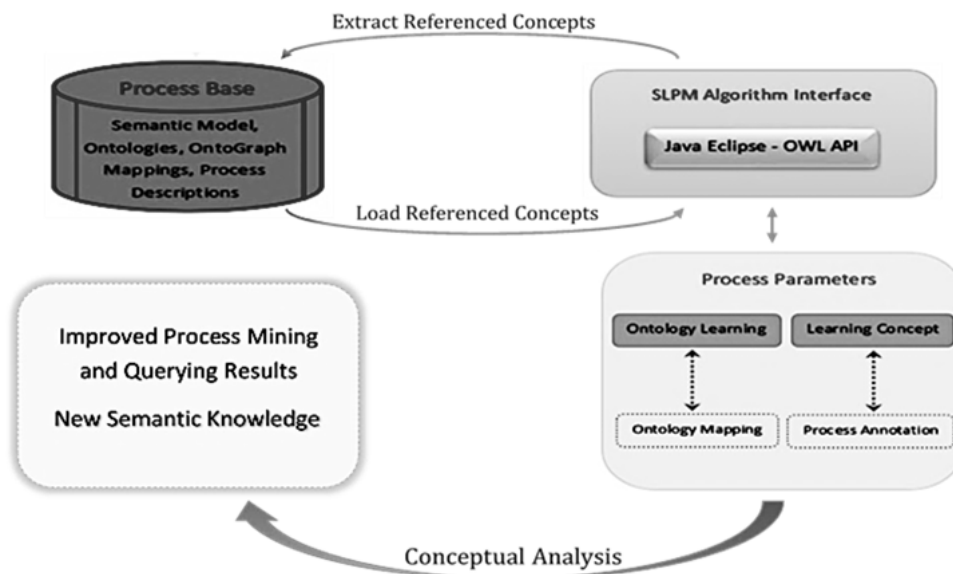 Extract Referenced Concepts
Process Base
Semantic Model,
Ontologies, OntoGraph
Mappings, Process
Descriptions
SLPM Algorithm Interface
Java Eclipse - OWL API
Load Referenced Concepts
Process Parameters
Ontology Learning
Learning Concept
Ontology Mapping
Process Annotation
Improved Process Mining
and Querying Results
New Semantic Knowledge
Conceptual Analysis